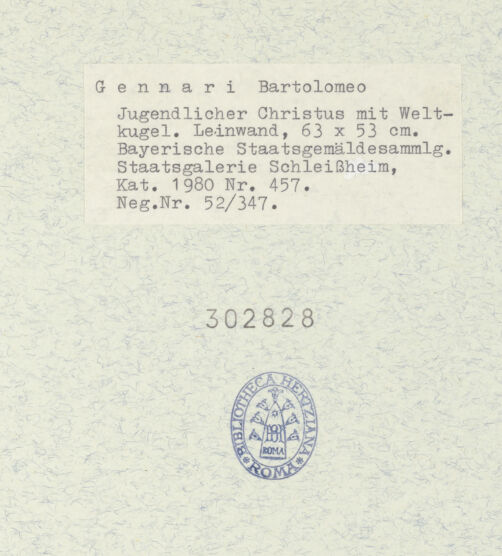 G e n n a r i Bartolomeo
Jugendlicher Christus mit Welt-
kugel. Leinwand, 63 x 53 cm.
Bayerische Staatsgemäldesammlg.
Staatsgalerie Schleißheim,
Kat. 1980 Nr. 457.
Neg.Nr. 52/347.
302828
BIBLIOTHECA HERTZIANA
ROMA
ROMA